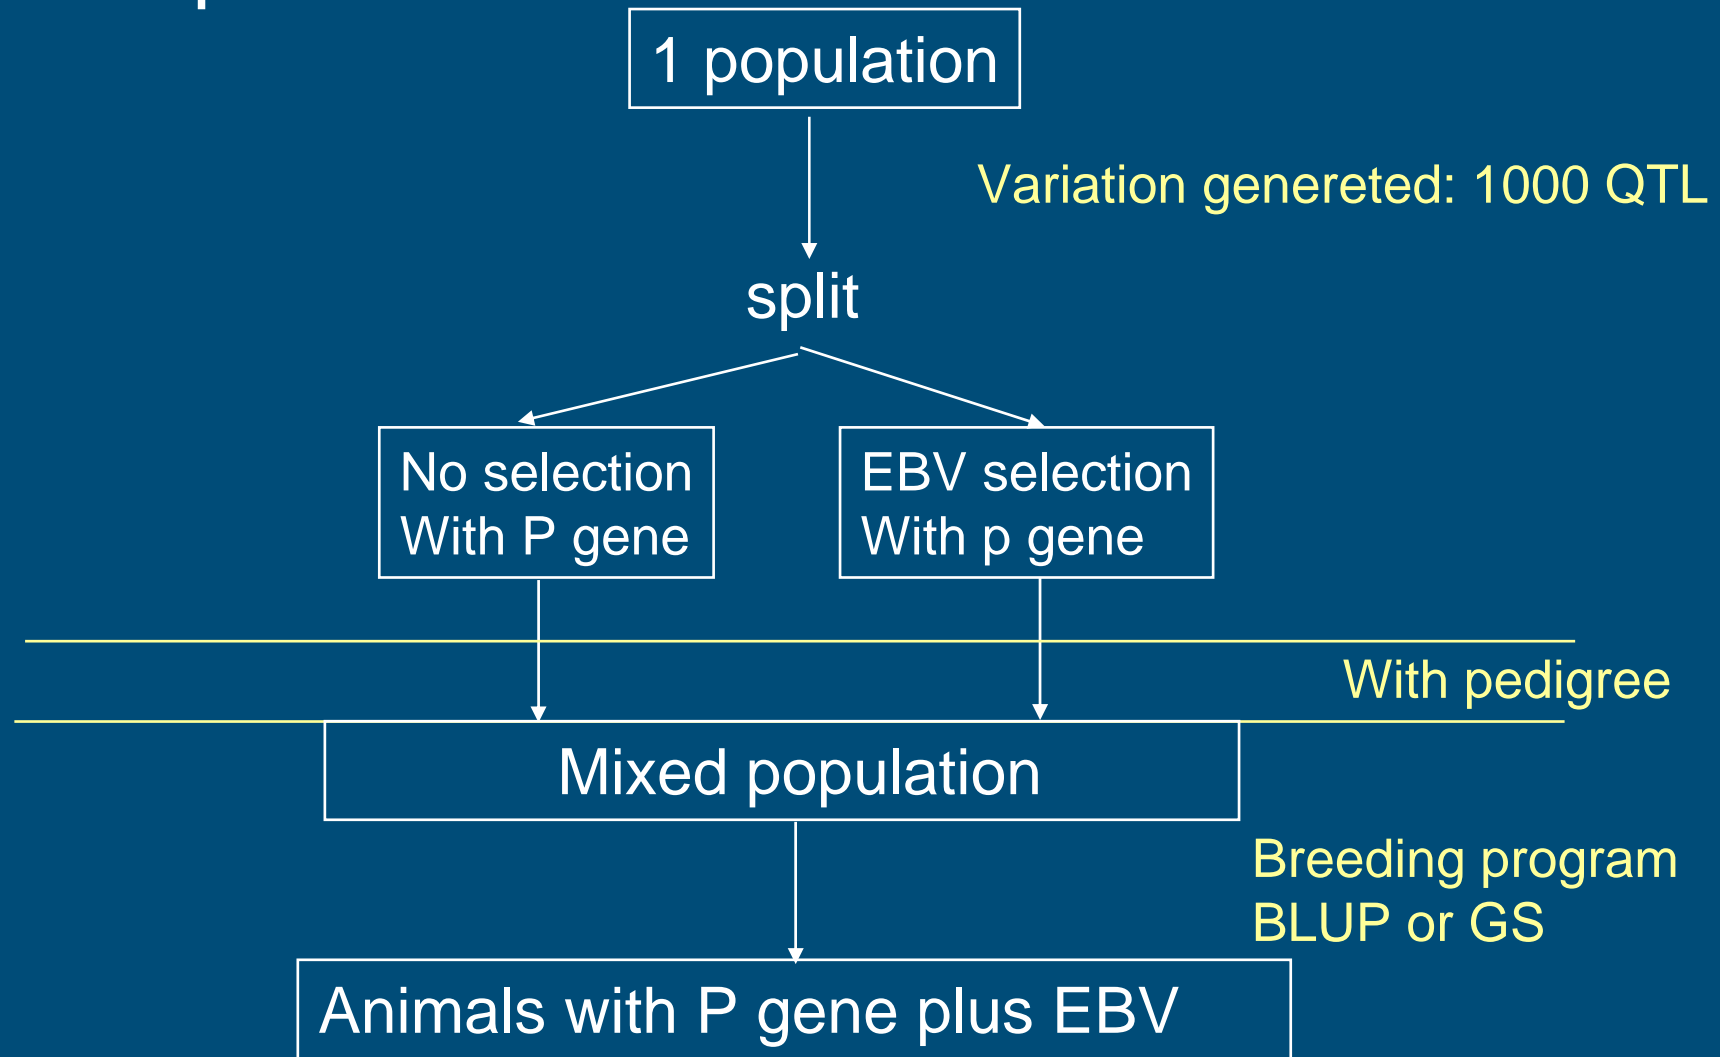 1 population
Variation genereted: 1000 QTL
split
No selection
With P gene
EBV selection
With p gene
With pedigree
Mixed population
Breeding program
BLUP or GS
Animals with P gene plus EBV